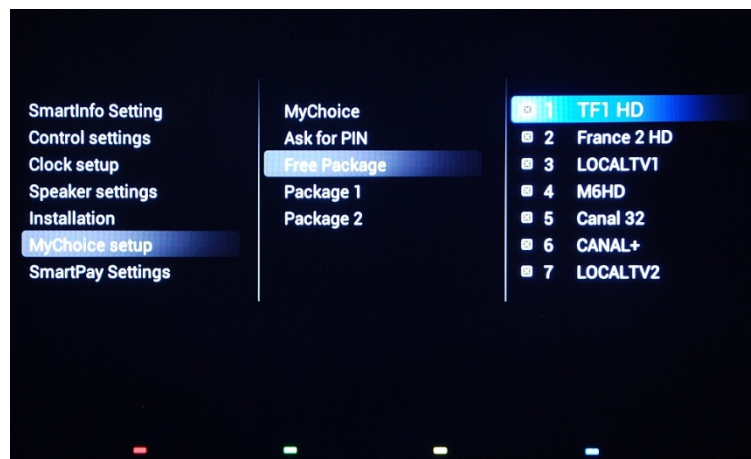 SmartInfo Setting
Control settings
Clock setup
Speaker settings
Installation
MyChoice setup
SmartPay Settings
MyChoice
Ask for PIN
Free Package
Package 1
Package 2
1 TF1 HD
2 France 2 HD
3 LOCALTV1
4 M6HD
5 Canal 32
6 CANAL+
7 LOCALTV2